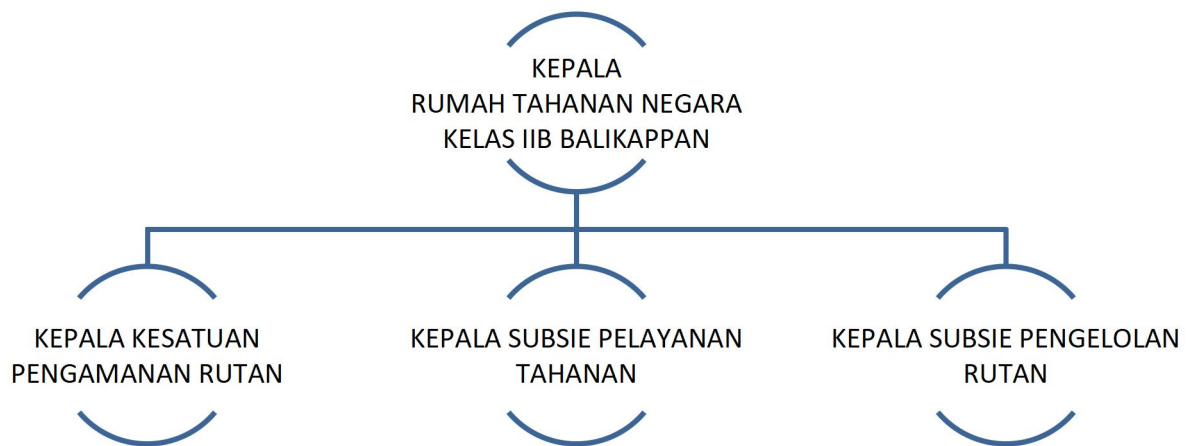 KEPALA
RUMAH TAHANAN NEGARA
KELAS IIB BALIKAPPAN
KEPALA KESATUAN
PENGAMANAN RUTAN
KEPALA SUBSIE PELAYANAN
TAHANAN
KEPALA SUBSIE PENGELOLAN
RUTAN